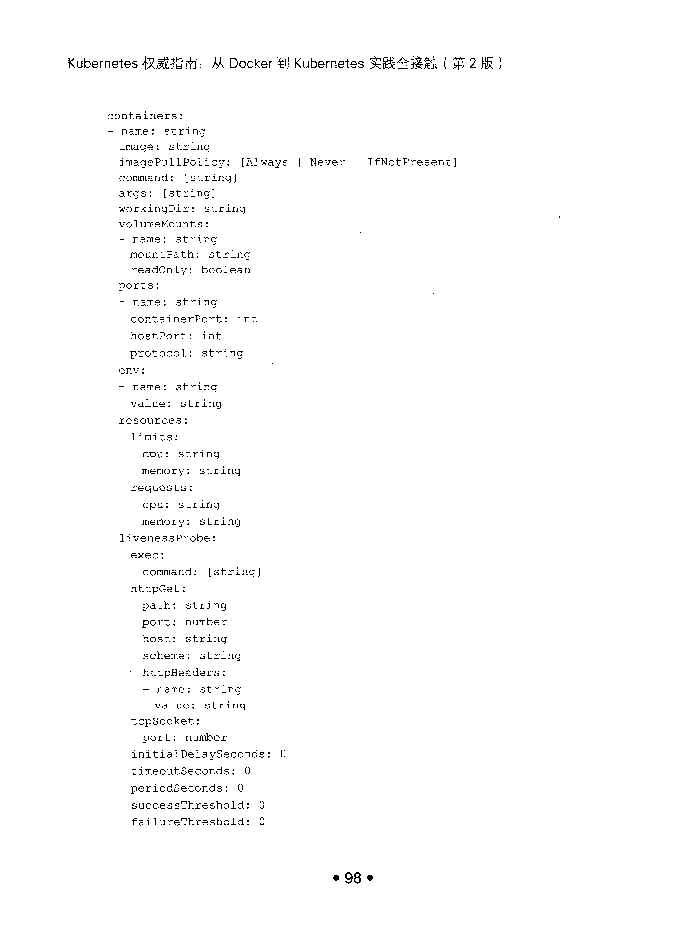 Kubernetes 权威指南：从 Docker 到 Kubernetes 实践全接触（第 2 版）
containers:
- name: string
  image: string
  imagePullPolicy: [Always | Never | IfNotPresent]
  command: [string]
  args: [string]
  workingDir: string
  volumeMounts:
  - name: string
    mountPath: string
    readOnly: boolean
  ports:
  - name: string
    containerPort: int
    hostPort: int
    protocol: string
  env:
  - name: string
    value: string
  resources:
    limits:
      cpu: string
      memory: string
    requests:
      cpu: string
      memory: string
  livenessProbe:
    exec:
      command: [string]
    httpGet:
      path: string
      port: number
      host: string
      scheme: string
      httpHeaders:
      - name: string
        value: string
    tcpSocket:
      port: number
    initialDelaySeconds: 0
    timeoutSeconds: 0
    periodSeconds: 0
    successThreshold: 0
    failureThreshold: 0
• 98 •